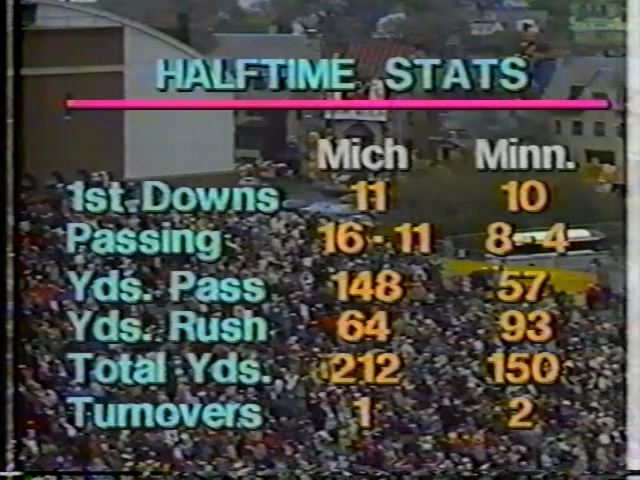 HALFTIME STATS
Mich Minn.
1st. Downs 11 10
Passing 16-11 8-4
Yds. Pass 148 57
Yds. Rush 64 93
Total Yds. 212 150
Turnovers 1 2